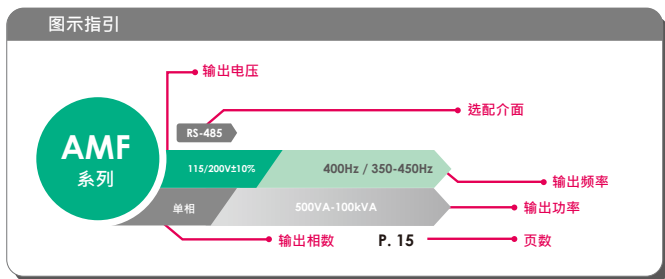 图示指引
输出电压
选配介面
RS-485
AMF
系列
115/200V±10%
400Hz / 350-450Hz
输出频率
单相
500VA-100kVA
输出功率
输出相数
P. 15
页数